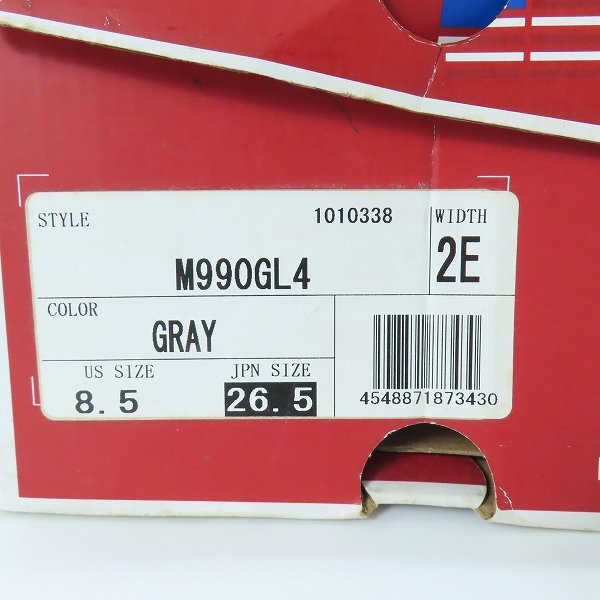 STYLE 1010338 WIDTH
M990GL4 2E
COLOR
GRAY
US SIZE JPN SIZE
8.5 26.5
4548871873430